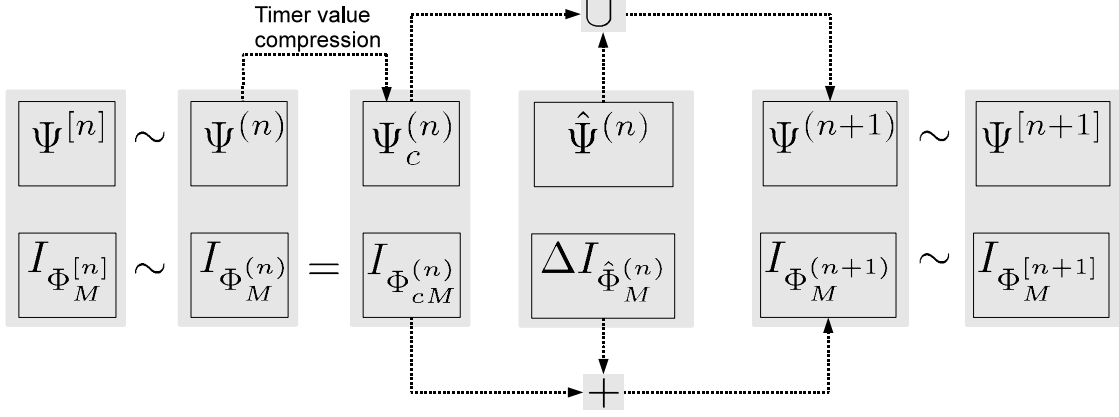 Timer value
compression
⋃
Ψ^{[n]} ∼ Ψ^{(n)} Ψ_c^{(n)} Ψ̂^{(n)} Ψ^{(n+1)} ∼ Ψ^{[n+1]}
I_{Φ_M^{[n]}} ∼ I_{Φ_M^{(n)}} = I_{Φ_{cM}^{(n)}} ΔI_{Φ̂_M^{(n)}} I_{Φ_M^{(n+1)}} ∼ I_{Φ_M^{[n+1]}}
+